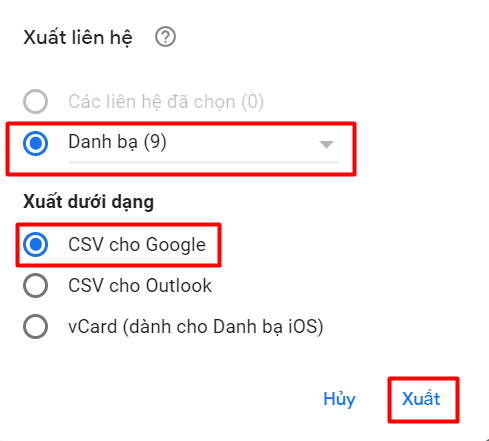 Xuất liên hệ ?
Các liên hệ đã chọn (0)
Danh bạ (9)
Xuất dưới dạng
CSV cho Google
CSV cho Outlook
vCard (dành cho Danh bạ iOS)
Hủy Xuất